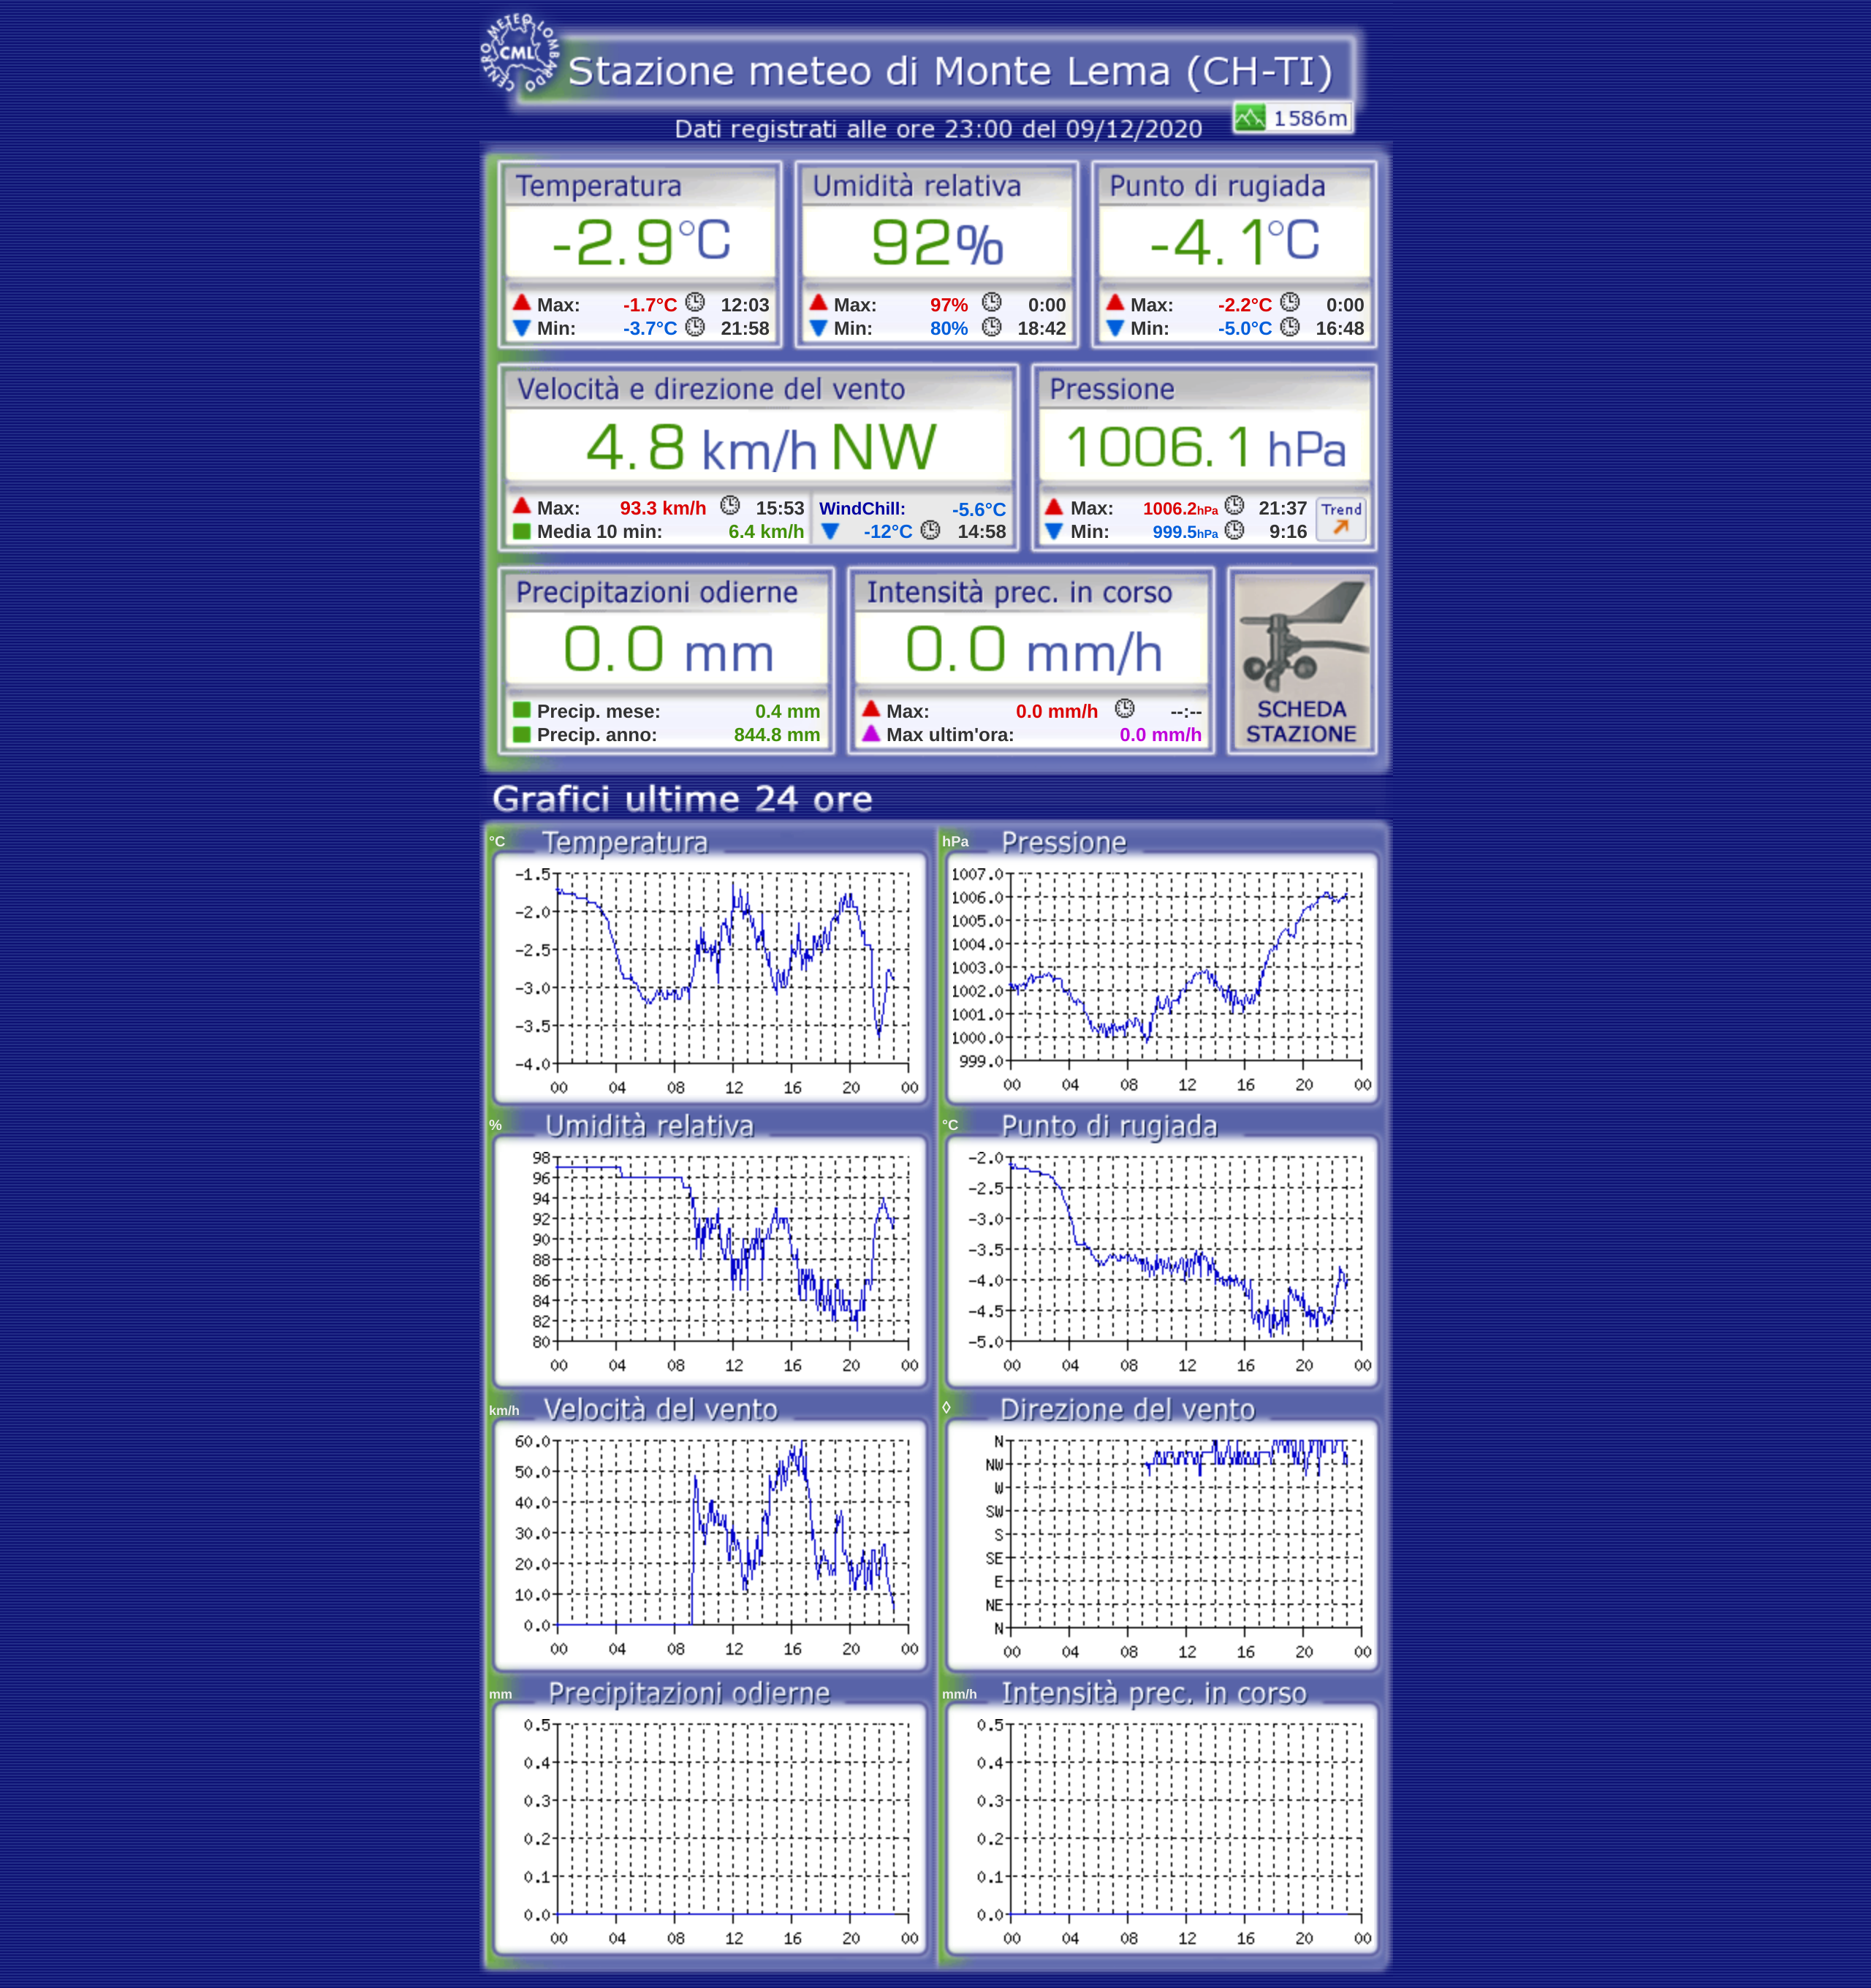 CENTRO METEO LOMBARDO
CML
Stazione meteo di Monte Lema (CH-TI)
1586m
Dati registrati alle ore 23:00 del 09/12/2020
Temperatura
-2.9°C
Max: -1.7°C 12:03
Min: -3.7°C 21:58
Umidità relativa
92%
Max: 97% 0:00
Min: 80% 18:42
Punto di rugiada
-4.1°C
Max: -2.2°C 0:00
Min: -5.0°C 16:48
Velocità e direzione del vento
4.8 km/h NW
Max: 93.3 km/h 15:53
Media 10 min: 6.4 km/h
WindChill: -5.6°C
-12°C 14:58
Pressione
1006.1 hPa
Max: 1006.2hPa 21:37
Min: 999.5hPa 9:16
Trend
Precipitazioni odierne
0.0 mm
Precip. mese: 0.4 mm
Precip. anno: 844.8 mm
Intensità prec. in corso
0.0 mm/h
Max: 0.0 mm/h --:--
Max ultim'ora: 0.0 mm/h
SCHEDA
STAZIONE
Grafici ultime 24 ore
°C Temperatura
-1.5
-2.0
-2.5
-3.0
-3.5
-4.0
00 04 08 12 16 20 00
hPa Pressione
1007.0
1006.0
1005.0
1004.0
1003.0
1002.0
1001.0
1000.0
999.0
00 04 08 12 16 20 00
% Umidità relativa
98
96
94
92
90
88
86
84
82
80
00 04 08 12 16 20 00
°C Punto di rugiada
-2.0
-2.5
-3.0
-3.5
-4.0
-4.5
-5.0
00 04 08 12 16 20 00
km/h Velocità del vento
60.0
50.0
40.0
30.0
20.0
10.0
0.0
00 04 08 12 16 20 00
◊ Direzione del vento
N
NW
W
SW
S
SE
E
NE
N
00 04 08 12 16 20 00
mm Precipitazioni odierne
0.5
0.4
0.3
0.2
0.1
0.0
00 04 08 12 16 20 00
mm/h Intensità prec. in corso
0.5
0.4
0.3
0.2
0.1
0.0
00 04 08 12 16 20 00